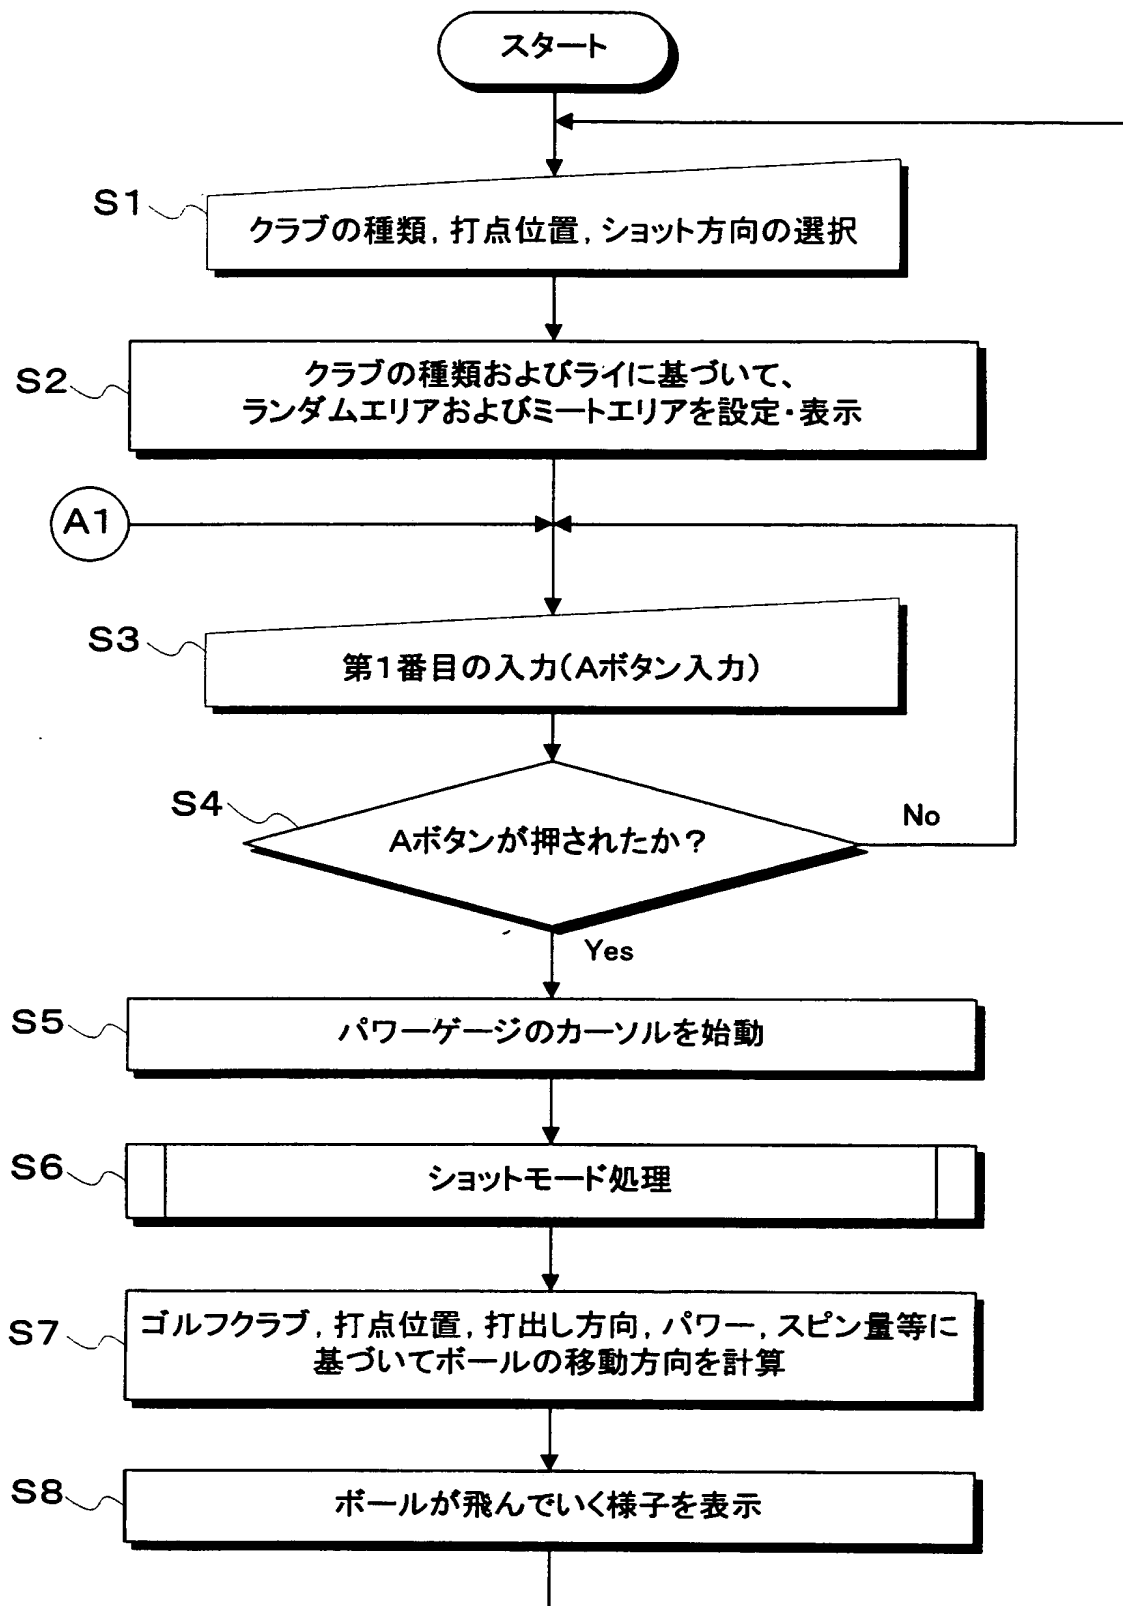 スタート
S1
クラブの種類,打点位置,ショット方向の選択
S2
クラブの種類およびライに基づいて、
ランダムエリアおよびミートエリアを設定・表示
A1
S3
第1番目の入力(Aボタン入力)
S4
Aボタンが押されたか?
No
Yes
S5
パワーゲージのカーソルを始動
S6
ショットモード処理
S7
ゴルフクラブ,打点位置,打出し方向,パワー,スピン量等に
基づいてボールの移動方向を計算
S8
ボールが飛んでいく様子を表示